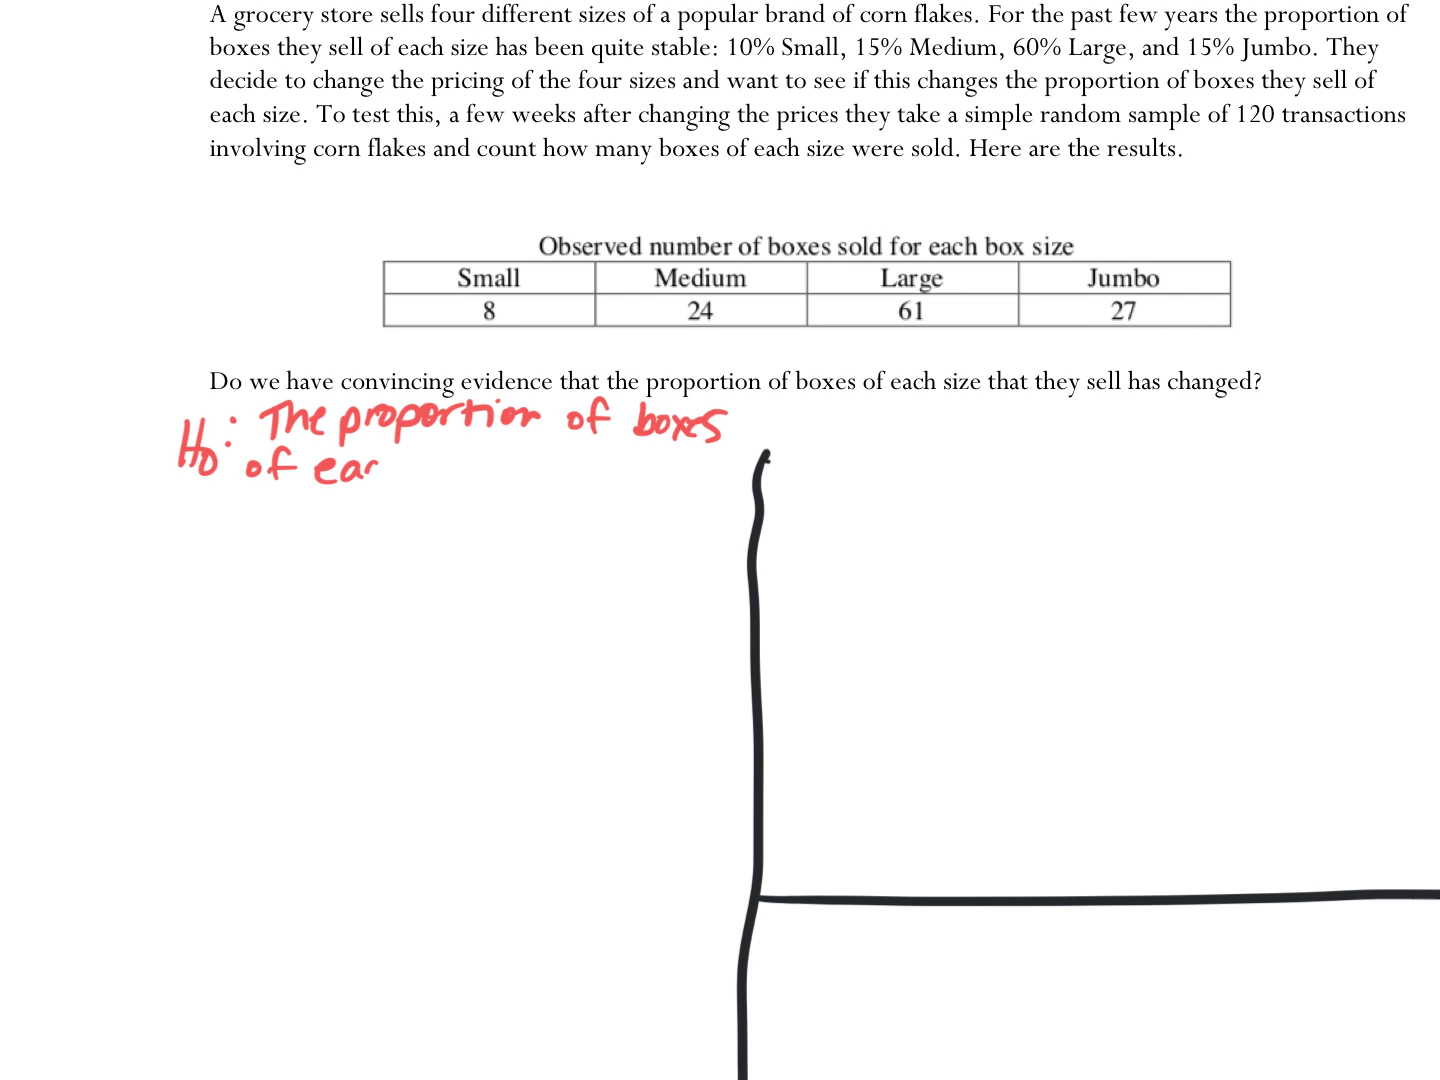 A grocery store sells four different sizes of a popular brand of corn flakes. For the past few years the proportion of
boxes they sell of each size has been quite stable: 10% Small, 15% Medium, 60% Large, and 15% Jumbo. They
decide to change the pricing of the four sizes and want to see if this changes the proportion of boxes they sell of
each size. To test this, a few weeks after changing the prices they take a simple random sample of 120 transactions
involving corn flakes and count how many boxes of each size were sold. Here are the results.
Observed number of boxes sold for each box size
Small Medium Large Jumbo
8 24 61 27
Do we have convincing evidence that the proportion of boxes of each size that they sell has changed?
H0: The proportion of boxes
of eac